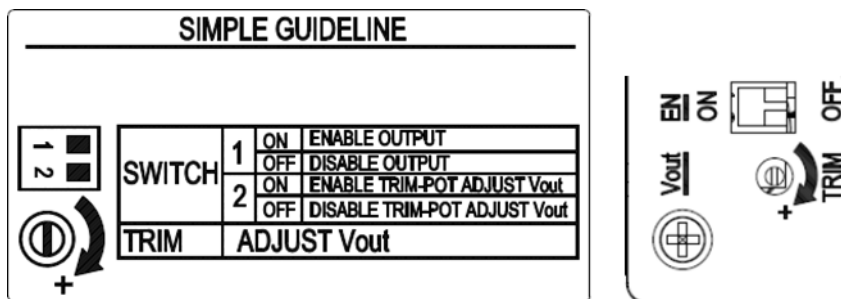 SIMPLE GUIDELINE
1
2
SWITCH
1
ON ENABLE OUTPUT
OFF DISABLE OUTPUT
2
ON ENABLE TRIM-POT ADJUST Vout
OFF DISABLE TRIM-POT ADJUST Vout
TRIM ADJUST Vout
+
EN
ON
OFF
Vout
TRIM
+